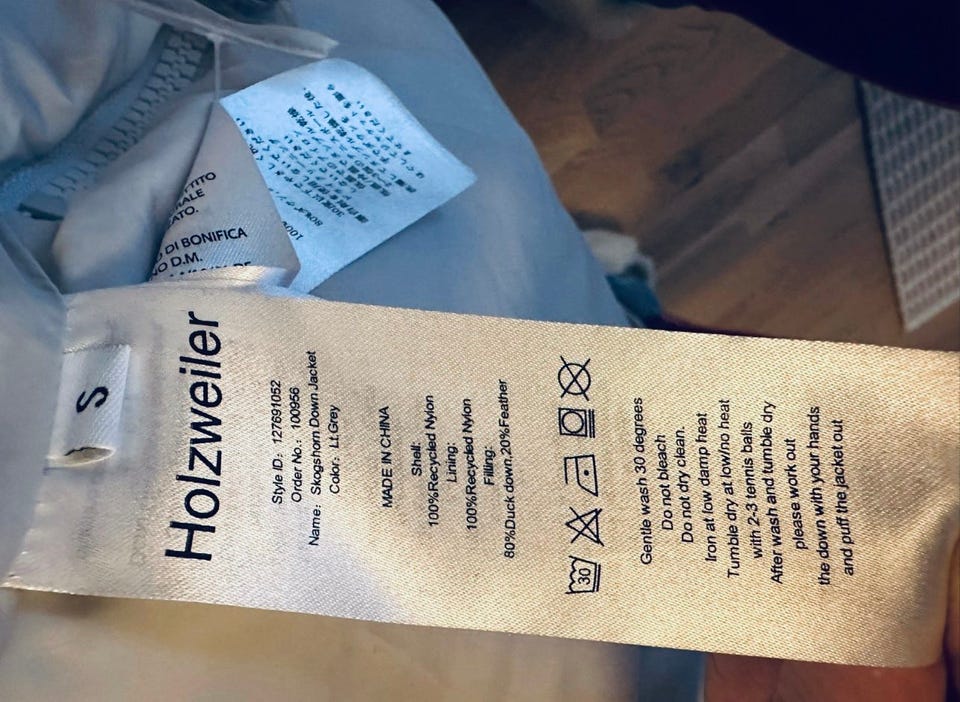 S
Holzweiler
Style ID: 127691052
Order No.: 100956
Name: Skogshorn Down Jacket
Color: Lt.Grey
MADE IN CHINA
Shell:
100%Recycled Nylon
Lining:
100%Recycled Nylon
Filling:
80%Duck down,20%Feather
30
Gentle wash 30 degrees
Do not bleach
Do not dry clean.
Iron at low damp heat
Tumble dry at low/no heat
with 2-3 tennis balls
After wash and tumble dry
please work out
the down with your hands
and puff the jacket out
DI BONIFICA
D.M.